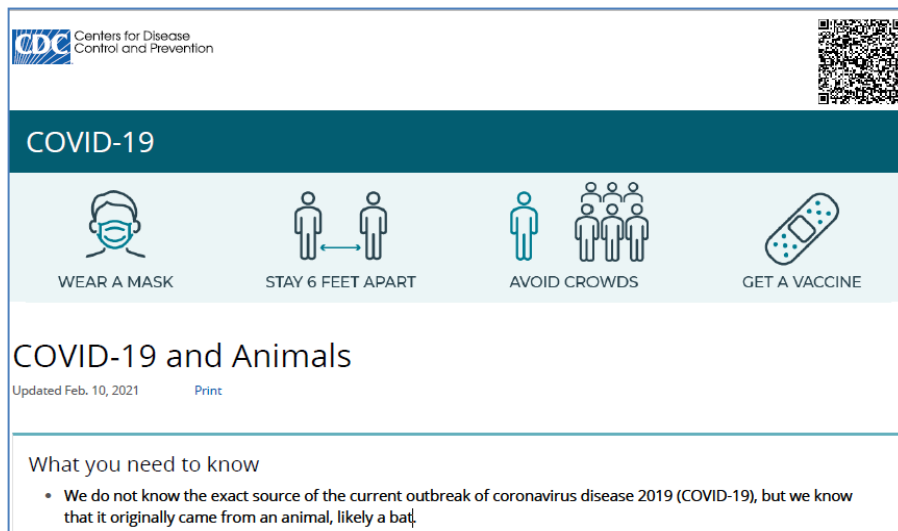 CDC Centers for Disease
Control and Prevention
COVID-19
WEAR A MASK
STAY 6 FEET APART
AVOID CROWDS
GET A VACCINE
COVID-19 and Animals
Updated Feb. 10, 2021 Print
What you need to know
• We do not know the exact source of the current outbreak of coronavirus disease 2019 (COVID-19), but we know
that it originally came from an animal, likely a bat.